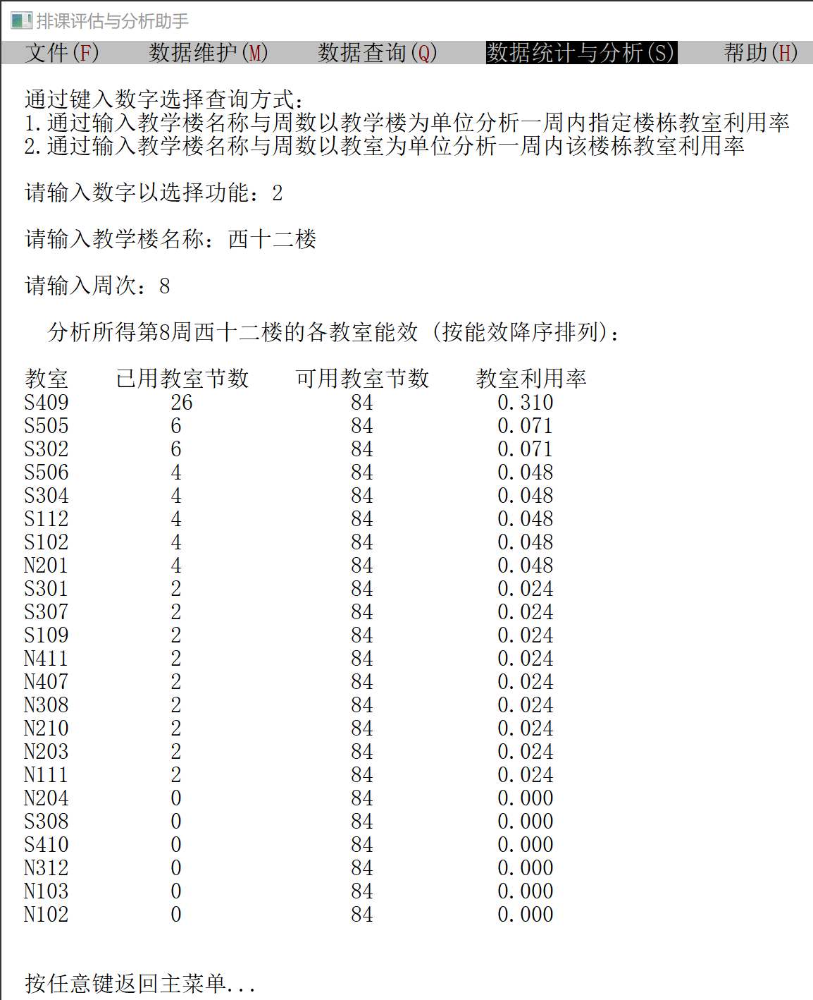 排课评估与分析助手
文件(F) 数据维护(M) 数据查询(Q) 数据统计与分析(S) 帮助(H)
通过键入数字选择查询方式：
1.通过输入教学楼名称与周数以教学楼为单位分析一周内指定楼栋教室利用率
2.通过输入教学楼名称与周数以教室为单位分析一周内该楼栋教室利用率
请输入数字以选择功能：2
请输入教学楼名称：西十二楼
请输入周次：8
分析所得第8周西十二楼的各教室能效 (按能效降序排列)：
教室 已用教室节数 可用教室节数 教室利用率
S409 26 84 0.310
S505 6 84 0.071
S302 6 84 0.071
S506 4 84 0.048
S304 4 84 0.048
S112 4 84 0.048
S102 4 84 0.048
N201 4 84 0.048
S301 2 84 0.024
S307 2 84 0.024
S109 2 84 0.024
N411 2 84 0.024
N407 2 84 0.024
N308 2 84 0.024
N210 2 84 0.024
N203 2 84 0.024
N111 2 84 0.024
N204 0 84 0.000
S308 0 84 0.000
S410 0 84 0.000
N312 0 84 0.000
N103 0 84 0.000
N102 0 84 0.000
按任意键返回主菜单...